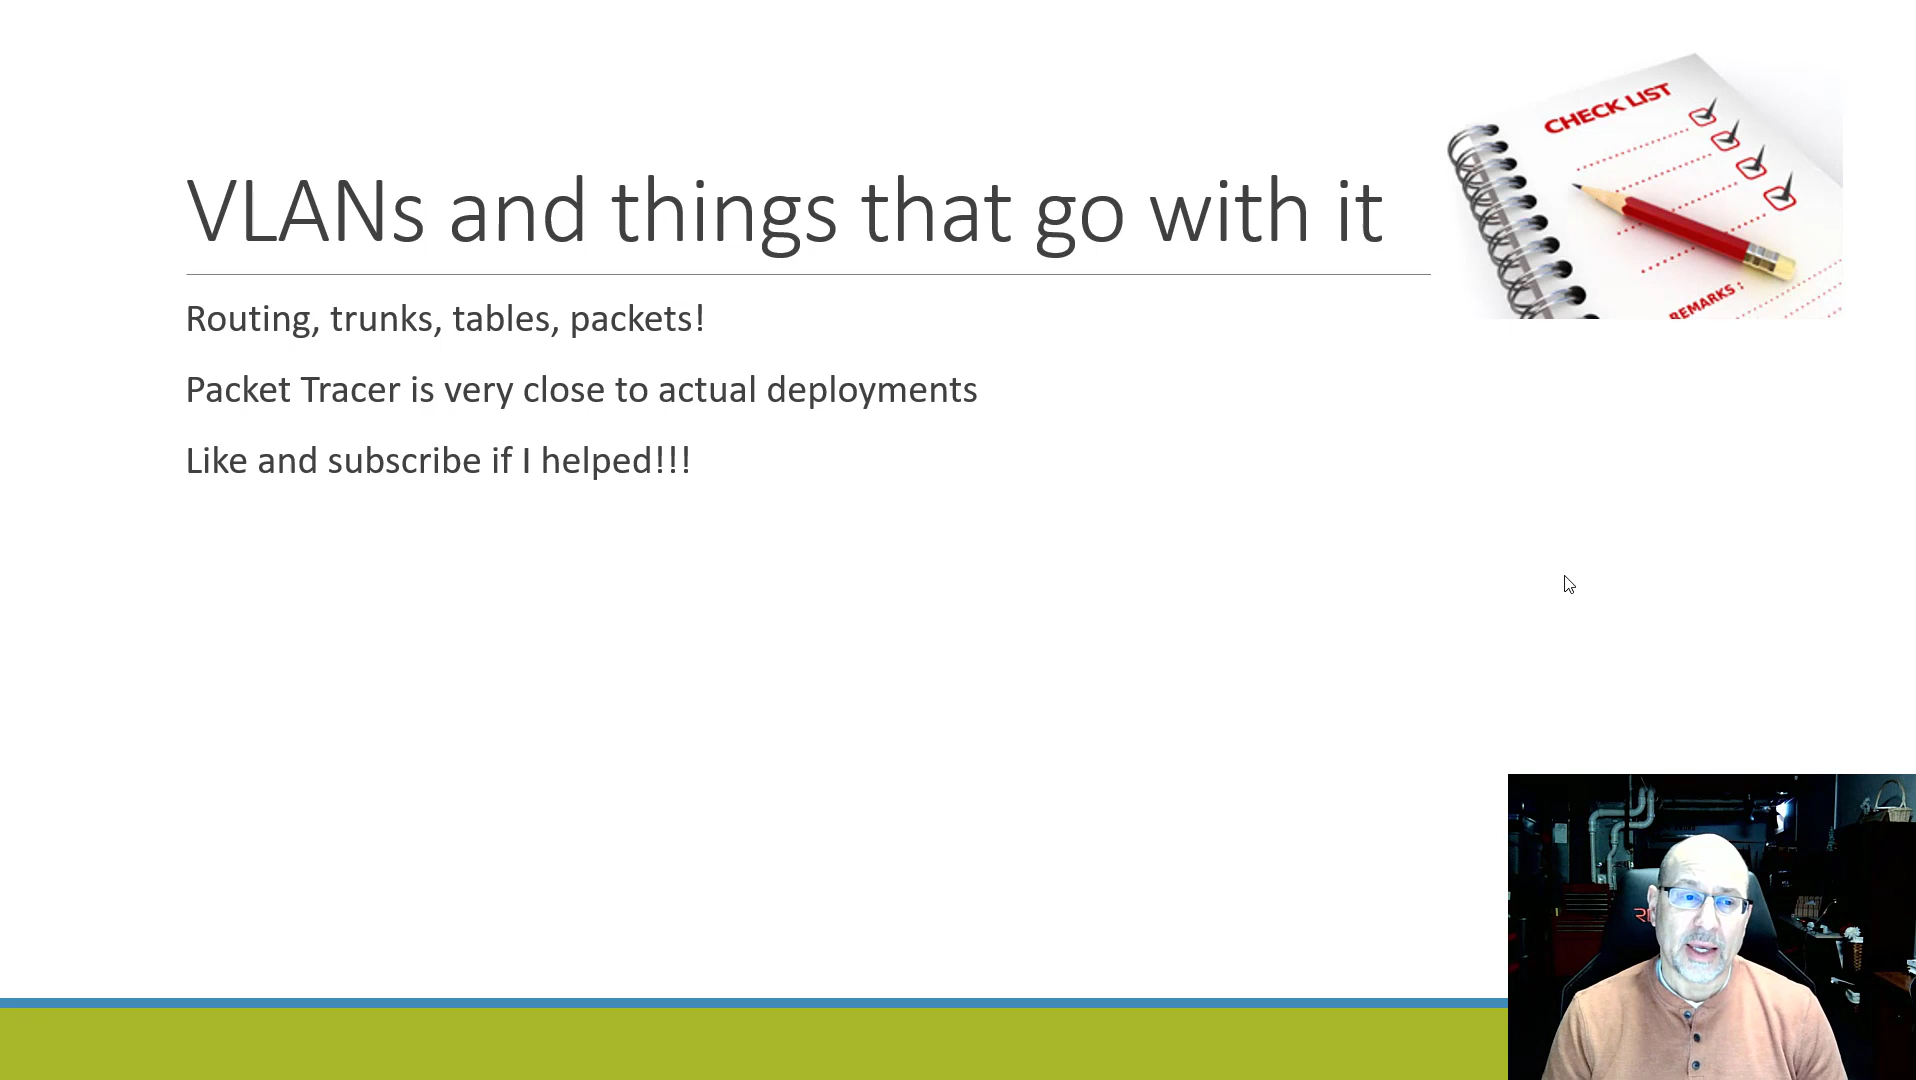 VLANs and things that go with it
CHECK LIST
REMARKS :
Routing, trunks, tables, packets!
Packet Tracer is very close to actual deployments
Like and subscribe if I helped!!!